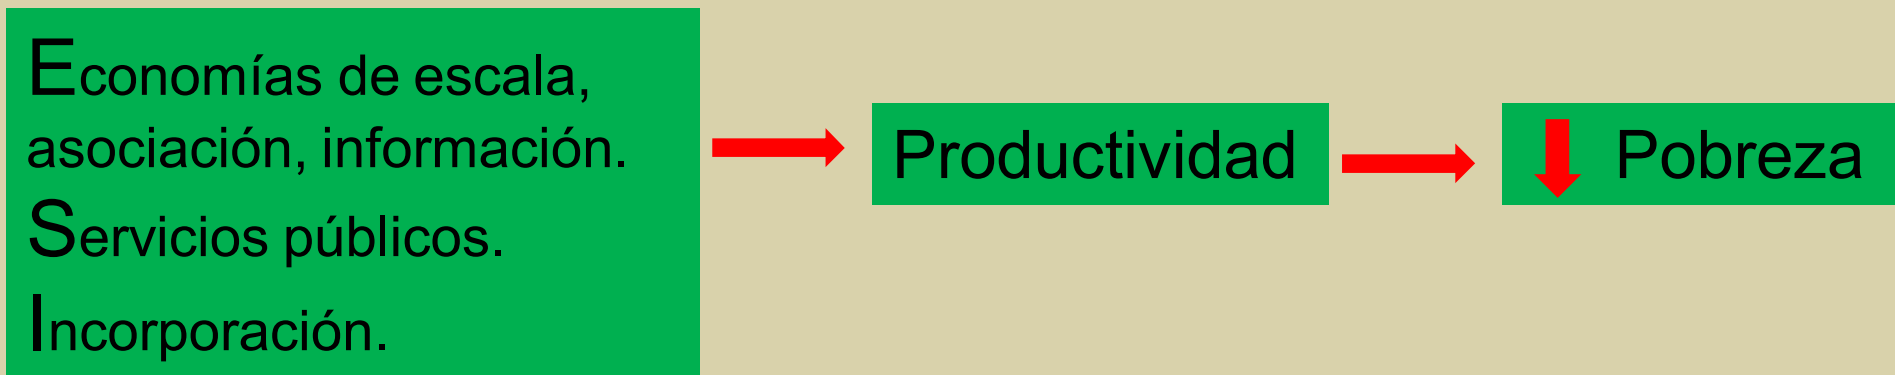 Economías de escala,
asociación, información.
Servicios públicos.
Incorporación.
Productividad
Pobreza